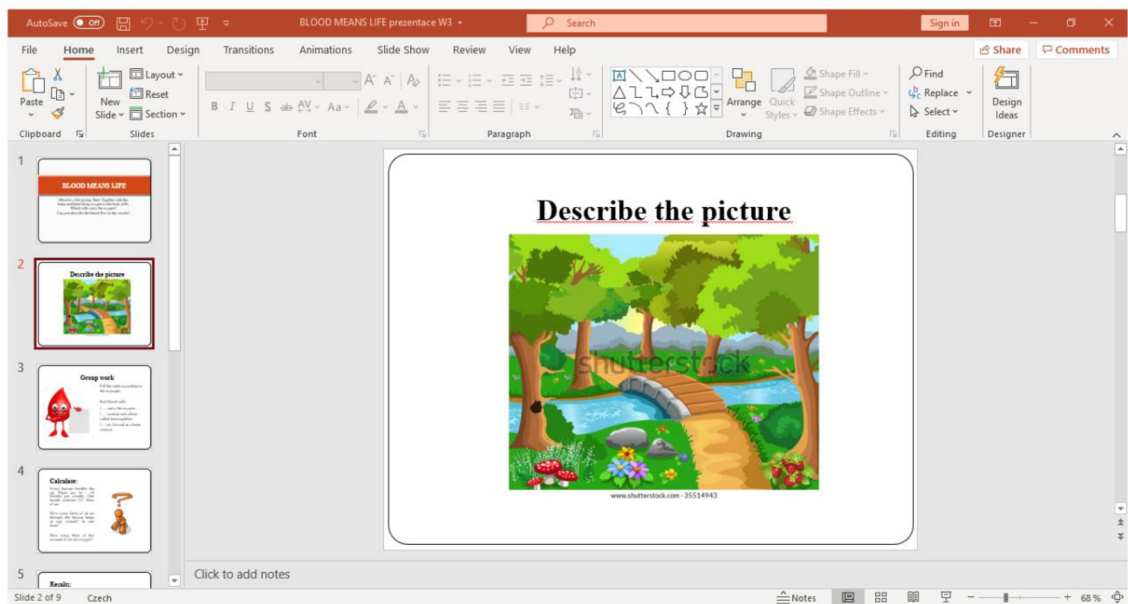 AutoSave Off
BLOOD MEANS LIFE prezentace W3
Search
Sign in
File Home Insert Design Transitions Animations Slide Show Review View Help
Share Comments
Paste
New Slide
Layout
Reset
Section
Arrange
Quick Styles
Shape Fill
Shape Outline
Shape Effects
Find
Replace
Select
Design Ideas
Clipboard Slides Font Paragraph Drawing Editing Designer
1
BLOOD MEANS LIFE
2
Describe the picture
3
Group work
4
Calculate:
5
Results:
Describe the picture
shutterstock
www.shutterstock.com · 35514943
Click to add notes
Slide 2 of 9 Czech Notes 68 %